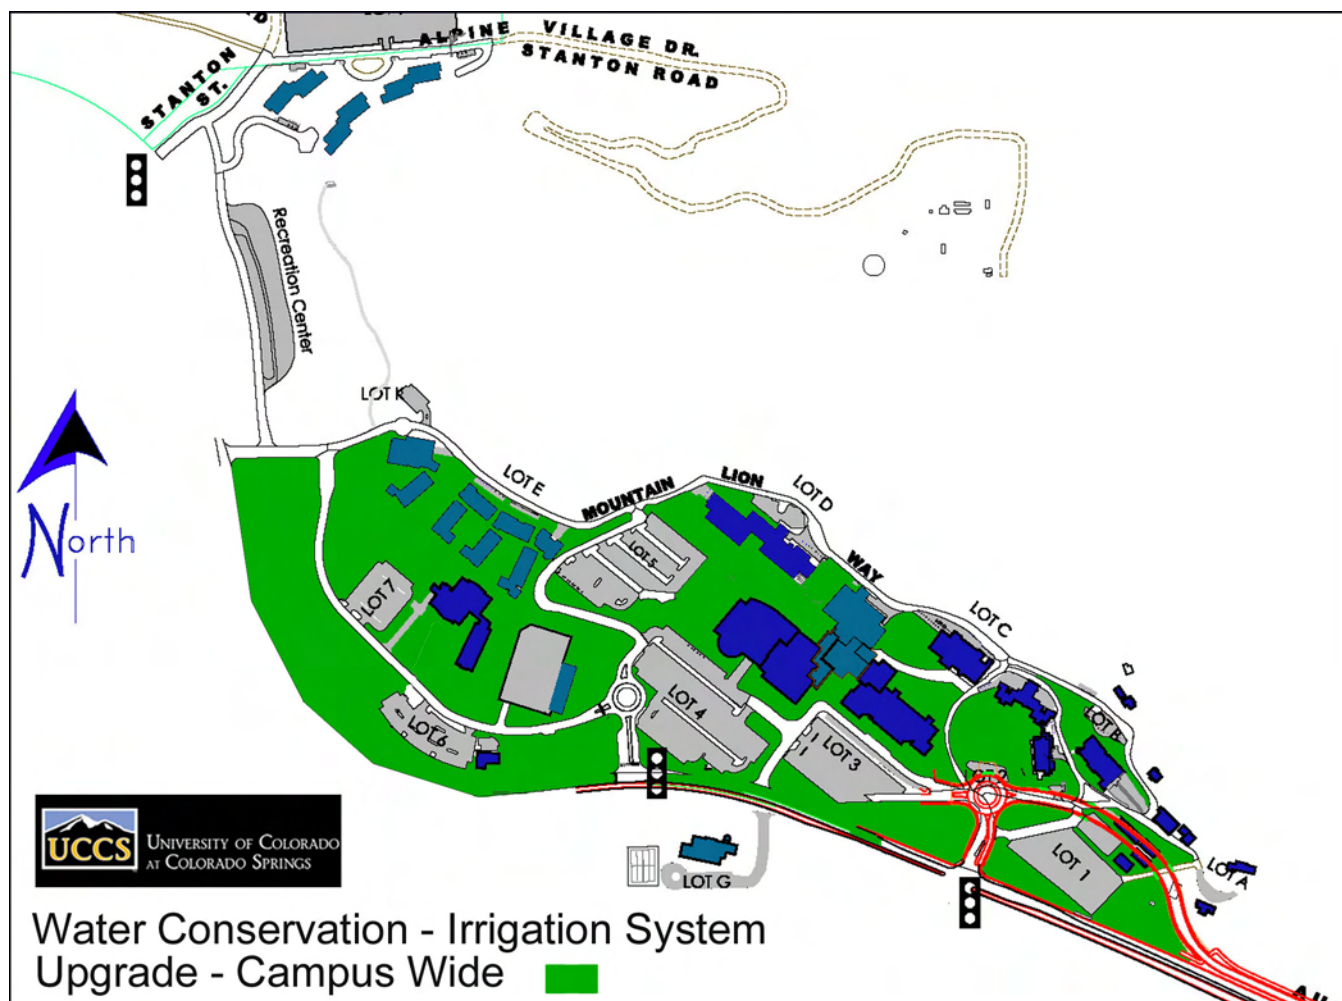 ALPINE VILLAGE DR.
STANTON ROAD
STANTON
ST.
Recreation Center
LOT K
LOT E
MOUNTAIN LION WAY
LOT D
LOT 5
LOT 7
LOT C
LOT 4
LOT 6
LOT 3
LOT B
LOT 1
LOT A
LOT G
North
UCCS
UNIVERSITY OF COLORADO
AT COLORADO SPRINGS
Water Conservation - Irrigation System
Upgrade - Campus Wide